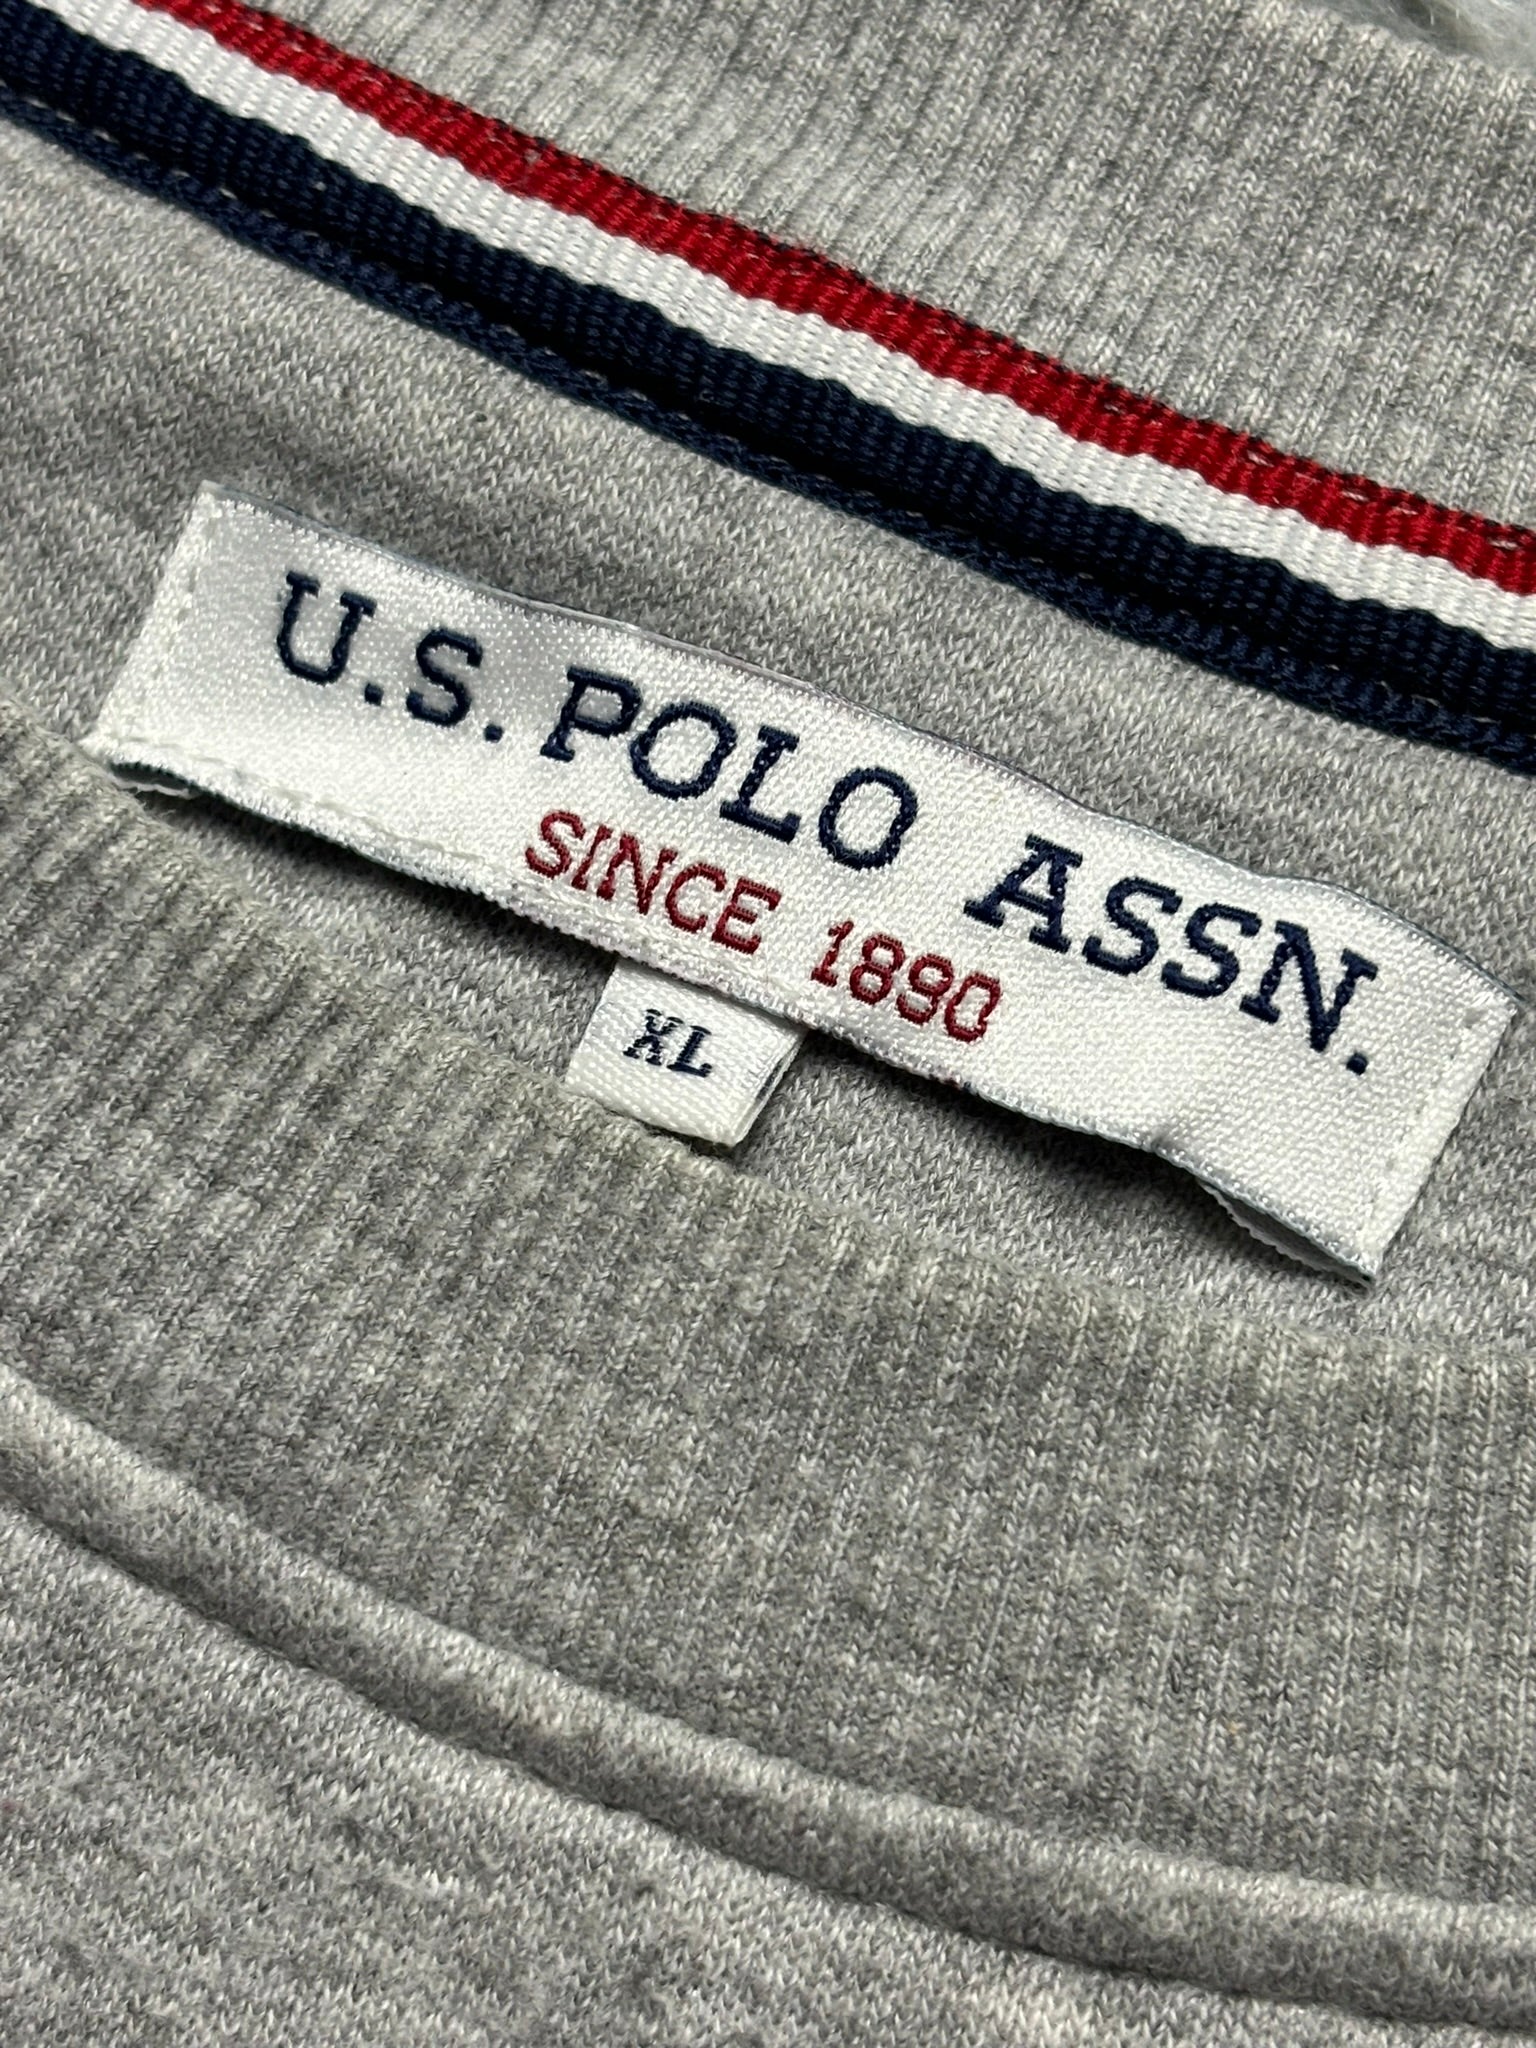 U.S. POLO ASSN.
SINCE 1890
XL